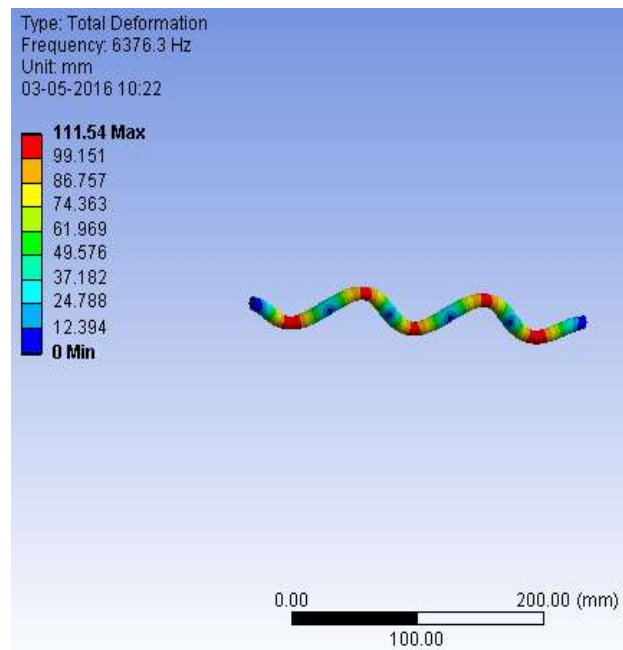 Type: Total Deformation
Frequency: 6376.3 Hz
Unit: mm
03-05-2016 10:22
111.54 Max
99.151
86.757
74.363
61.969
49.576
37.182
24.788
12.394
0 Min
0.00 200.00 (mm)
100.00